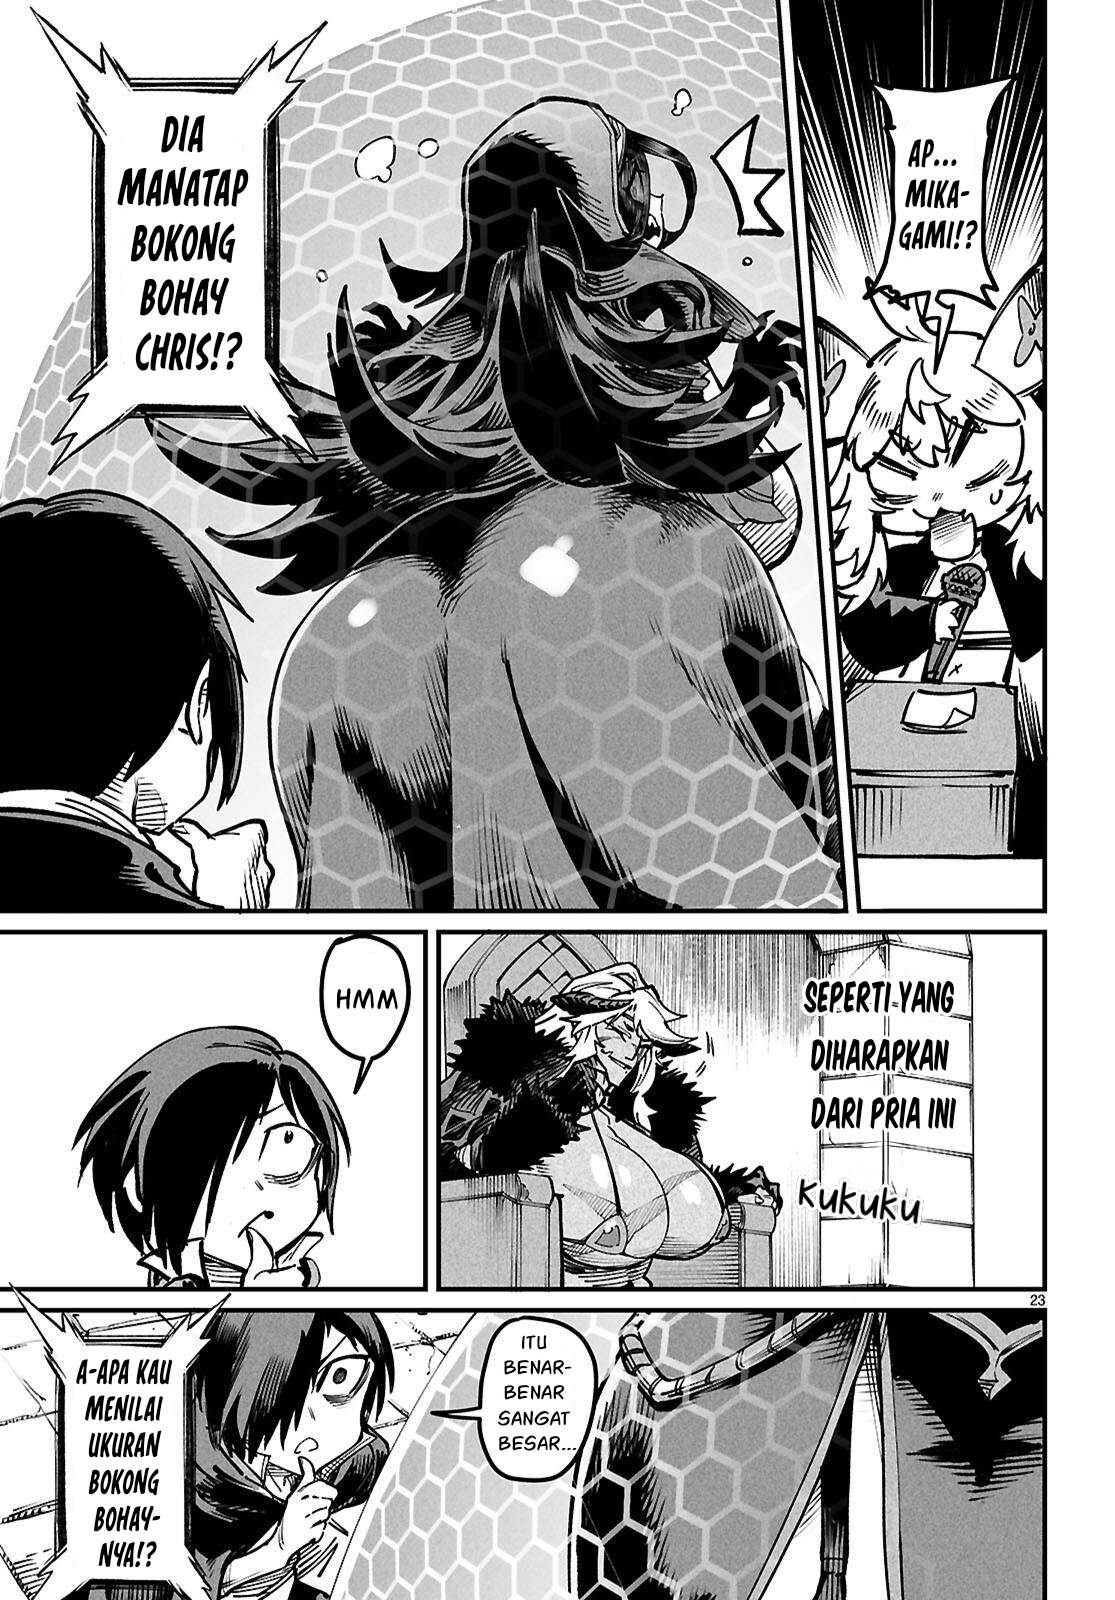 AP...
MIKA-
GAMI!?
DIA
MANATAP
BOKONG
BOHAY
CHRIS!?
SEPERTI YANG
DIHARAPKAN
DARI PRIA INI
KUKUKU
HMM
23
ITU
BENAR-
BENAR
SANGAT
BESAR...
A-APA KAU
MENILAI
UKURAN
BOKONG
BOHAY-
NYA!?